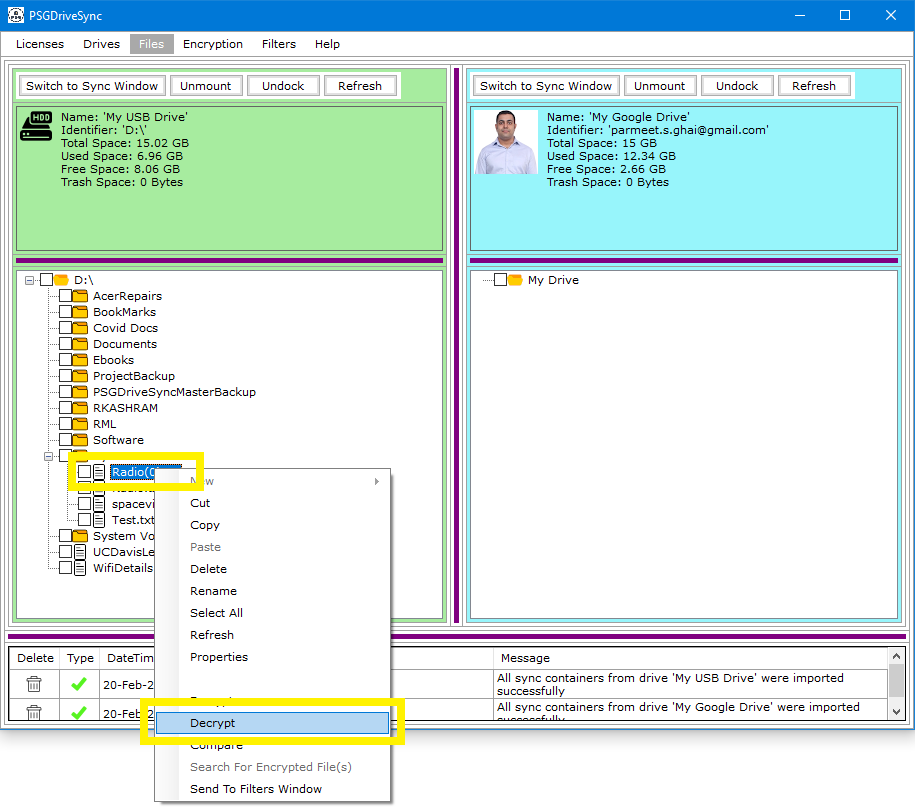 PSGDriveSync
Licenses Drives Files Encryption Filters Help
Switch to Sync Window Unmount Undock Refresh
HDD
Name: 'My USB Drive'
Identifier: 'D:\'
Total Space: 15.02 GB
Used Space: 6.96 GB
Free Space: 8.06 GB
Trash Space: 0 Bytes
Switch to Sync Window Unmount Undock Refresh
Name: 'My Google Drive'
Identifier: 'parmeet.s.ghai@gmail.com'
Total Space: 15 GB
Used Space: 12.34 GB
Free Space: 2.66 GB
Trash Space: 0 Bytes
D:\
AcerRepairs
BookMarks
Covid Docs
Documents
Ebooks
ProjectBackup
PSGDriveSyncMasterBackup
RKASHRAM
RML
Software
spacevi
Test.txt
System Vo
UCDavisLe
WifiDetails
New
Cut
Copy
Paste
Delete
Rename
Select All
Refresh
Properties
Decrypt
Compare
Search For Encrypted File(s)
Send To Filters Window
My Drive
Delete Type DateTim Message
20-Feb-2 All sync containers from drive 'My USB Drive' were imported
successfully
20-Feb-2 All sync containers from drive 'My Google Drive' were imported
successfully